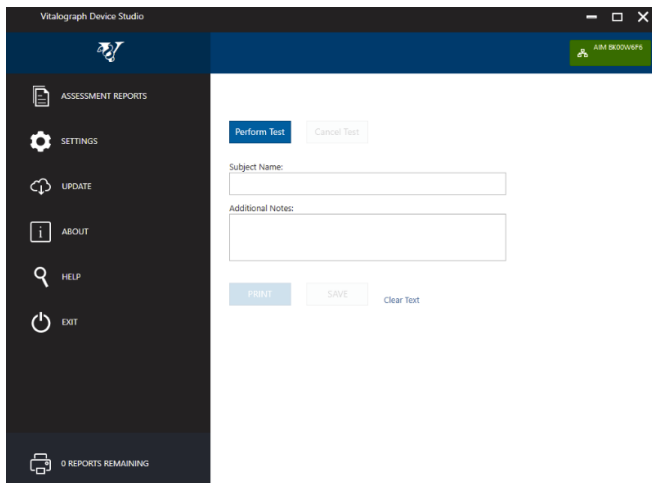 Vitalograph Device Studio
AIM BK00W6F6
ASSESSMENT REPORTS
SETTINGS
UPDATE
i ABOUT
HELP
EXIT
0 REPORTS REMAINING
Perform Test Cancel Test
Subject Name:
Additional Notes:
PRINT SAVE Clear Text